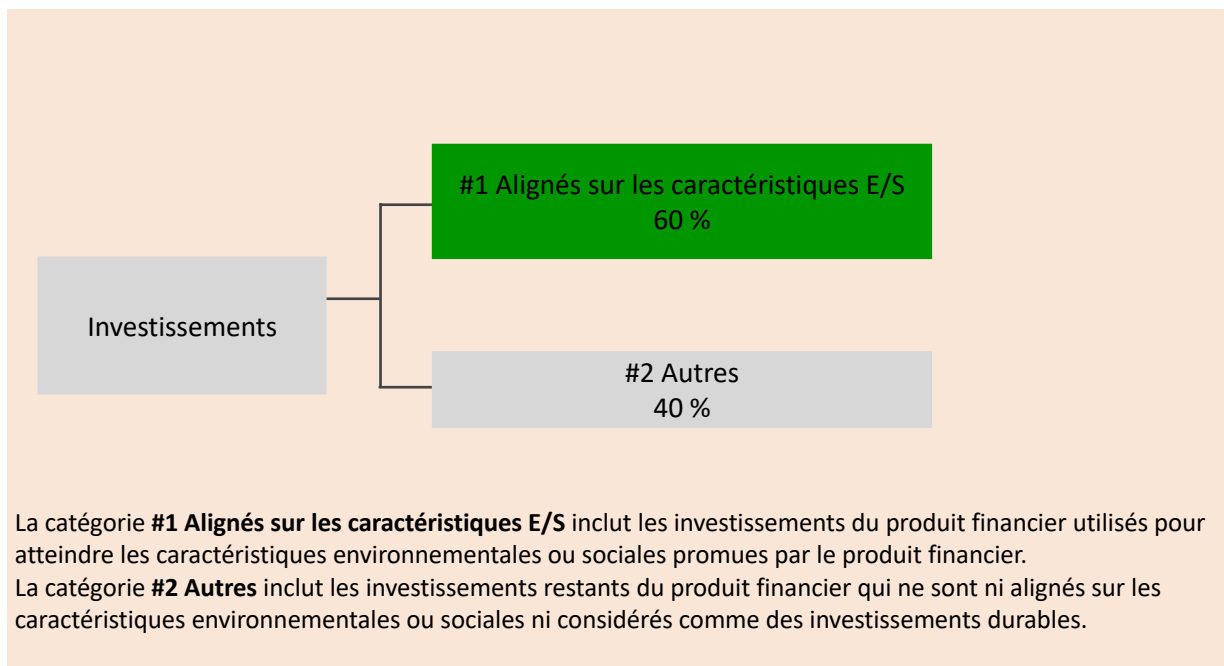 #1 Alignés sur les caractéristiques E/S
60 %
Investissements
#2 Autres
40 %
La catégorie #1 Alignés sur les caractéristiques E/S inclut les investissements du produit financier utilisés pour
atteindre les caractéristiques environnementales ou sociales promues par le produit financier.
La catégorie #2 Autres inclut les investissements restants du produit financier qui ne sont ni alignés sur les
caractéristiques environnementales ou sociales ni considérés comme des investissements durables.